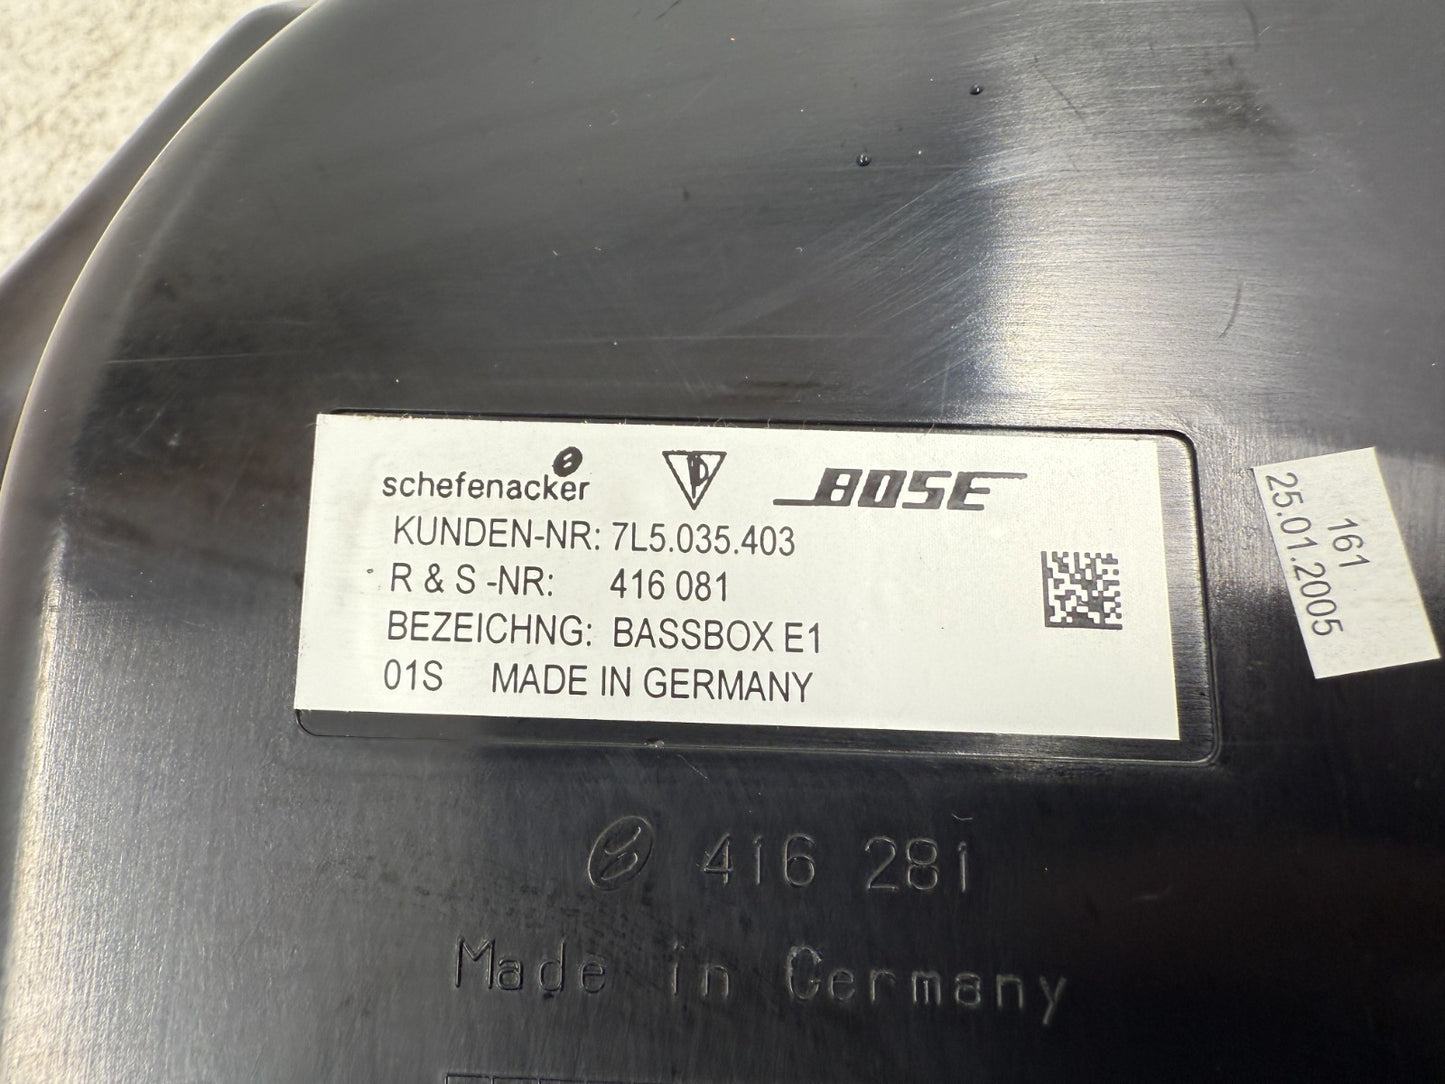 schefenacker BOSE
KUNDEN-NR: 7L5.035.403
R & S -NR: 416 081
BEZEICHNG: BASSBOX E1
01S MADE IN GERMANY
161
25.01.2005
416 281
Made in Germany